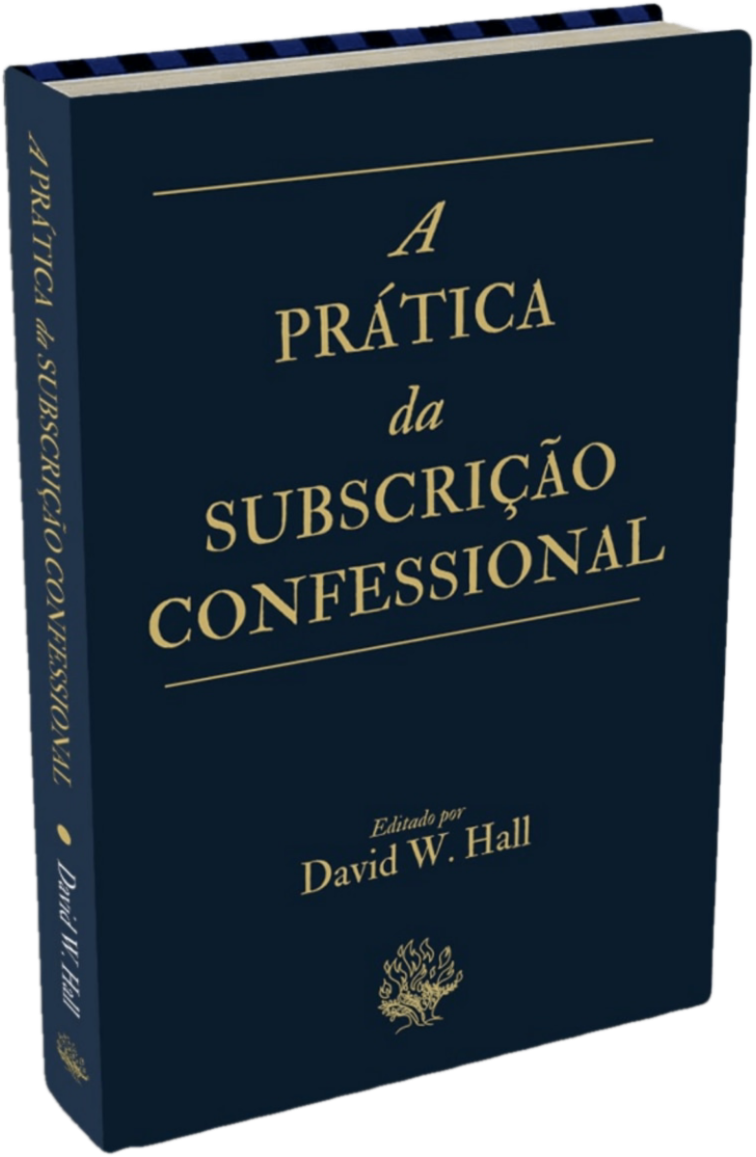 A
PRÁTICA
da
SUBSCRIÇÃO
CONFESSIONAL
Editado por
David W. Hall
A PRÁTICA da SUBSCRIÇÃO CONFESSIONAL • David W. Hall